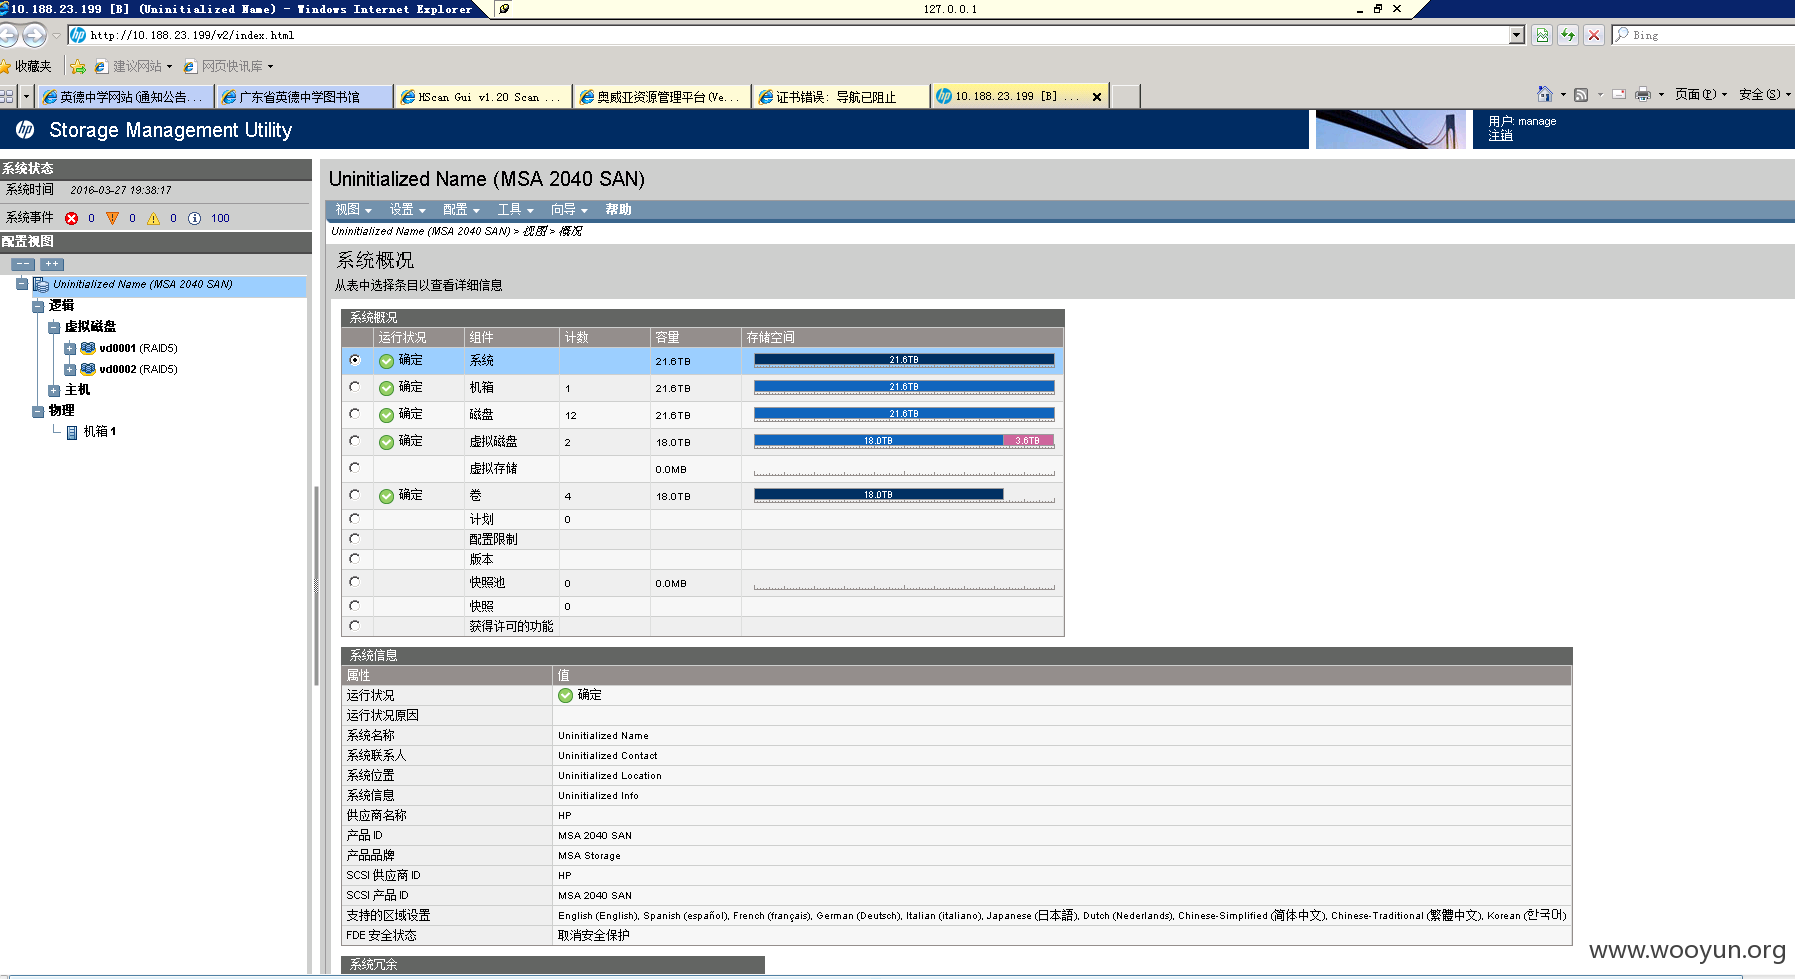 10.188.23.199 [B] (Uninitialized Name) - Windows Internet Explorer
127.0.0.1
http://10.188.23.199/v2/index.html
Bing
收藏夹 建议网站 网页快讯库
英德中学网站(通知公告... 广东省英德中学图书馆 HScan Gui v1.20 Scan ... 奥威亚资源管理平台(Ve... 证书错误: 导航已阻止 10.188.23.199 [B] ... 页面(P) 安全(S)
hp Storage Management Utility
用户: manage
注销
系统状态
系统时间 2016-03-27 19:38:17
系统事件 0 0 0 100
配置视图
-- ++
Uninitialized Name (MSA 2040 SAN)
逻辑
虚拟磁盘
vd0001 (RAID5)
vd0002 (RAID5)
主机
物理
机箱 1
Uninitialized Name (MSA 2040 SAN)
视图 设置 配置 工具 向导 帮助
Uninitialized Name (MSA 2040 SAN) > 视图 > 概况
系统概况
从表中选择条目以查看详细信息
系统概况
运行状况 组件 计数 容量 存储空间
确定 系统 21.6TB 21.6TB
确定 机箱 1 21.6TB 21.6TB
确定 磁盘 12 21.6TB 21.6TB
确定 虚拟磁盘 2 18.0TB 18.0TB 3.6TB
虚拟存储 0.0MB
确定 卷 4 18.0TB 18.0TB
计划 0
配置限制
版本
快照池 0 0.0MB
快照 0
获得许可的功能
系统信息
属性 值
运行状况 确定
运行状况原因
系统名称 Uninitialized Name
系统联系人 Uninitialized Contact
系统位置 Uninitialized Location
系统信息 Uninitialized Info
供应商名称 HP
产品 ID MSA 2040 SAN
产品品牌 MSA Storage
SCSI 供应商 ID HP
SCSI 产品 ID MSA 2040 SAN
支持的区域设置 English (English), Spanish (español), French (français), German (Deutsch), Italian (italiano), Japanese (日本語), Dutch (Nederlands), Chinese-Simplified (简体中文), Chinese-Traditional (繁體中文), Korean (한국어)
FDE 安全状态 取消安全保护
系统冗余
www.wooyun.org